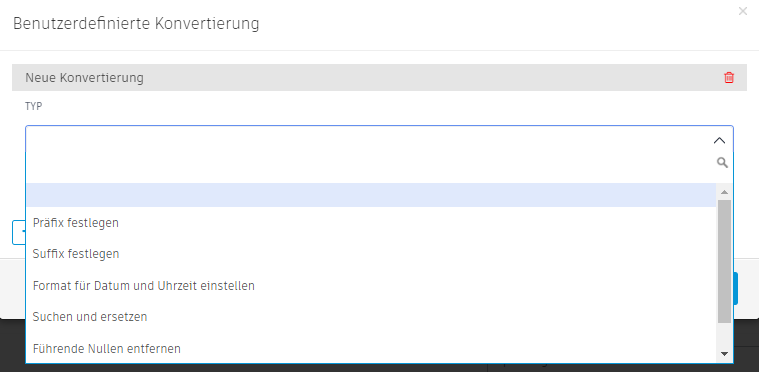 Benutzerdefinierte Konvertierung
Neue Konvertierung
TYP
Präfix festlegen
Suffix festlegen
Format für Datum und Uhrzeit einstellen
Suchen und ersetzen
Führende Nullen entfernen